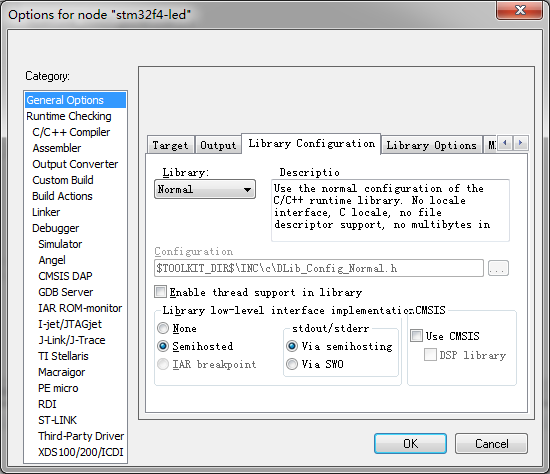 Options for node "stm32f4-led"
Category:
General Options
Runtime Checking
C/C++ Compiler
Assembler
Output Converter
Custom Build
Build Actions
Linker
Debugger
Simulator
Angel
CMSIS DAP
GDB Server
IAR ROM-monitor
I-jet/JTAGjet
J-Link/J-Trace
TI Stellaris
Macraigor
PE micro
RDI
ST-LINK
Third-Party Driver
XDS100/200/ICDI
Target Output Library Configuration Library Options
Library: Descriptio
Normal
Use the normal configuration of the
C/C++ runtime library. No locale
interface, C locale, no file
descriptor support, no multibytes in
Configuration
$TOOLKIT_DIR$\INC\c\DLib_Config_Normal.h ...
Enable thread support in library
Library low-level interface implementation CMSIS
None stdout/stderr
Semihosted Via semihosting Use CMSIS
IAR breakpoint Via SWO DSP library
OK Cancel